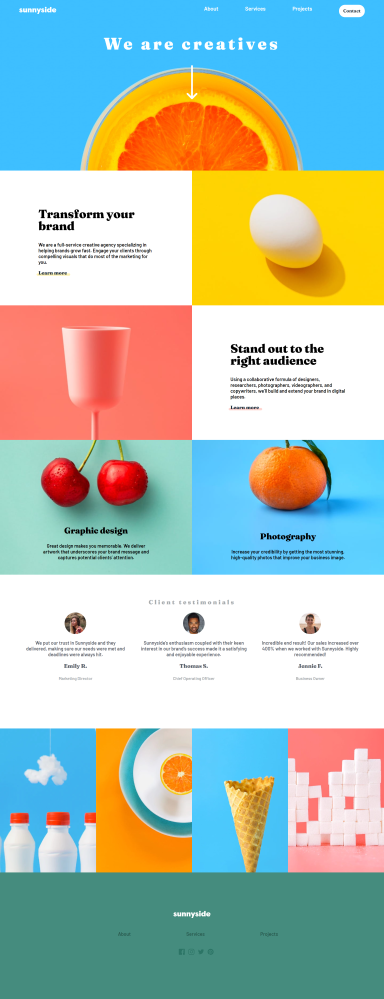 sunnyside
About
Services
Projects
Contact
We are creatives
Transform your
brand
We are a full-service creative agency specializing in
helping brands grow fast. Engage your clients through
compelling visuals that do most of the marketing for
you.
Learn more
Stand out to the
right audience
Using a collaborative formula of designers,
researchers, photographers, videographers, and
copywriters, we'll build and extend your brand in digital
places.
Learn more
Graphic design
Great design makes you memorable. We deliver
artwork that underscores your brand message and
captures potential clients' attention.
Photography
Increase your credibility by getting the most stunning,
high-quality photos that improve your business image.
Client testimonials
We put our trust in Sunnyside and they
delivered, making sure our needs were met and
deadlines were always hit.
Emily R.
Marketing Director
Sunnyside's enthusiasm coupled with their keen
interest in our brand's success made it a satisfying
and enjoyable experience.
Thomas S.
Chief Operating Officer
Incredible end result! Our sales increased over
400% when we worked with Sunnyside. Highly
recommended!
Jennie F.
Business Owner
sunnyside
About
Services
Projects